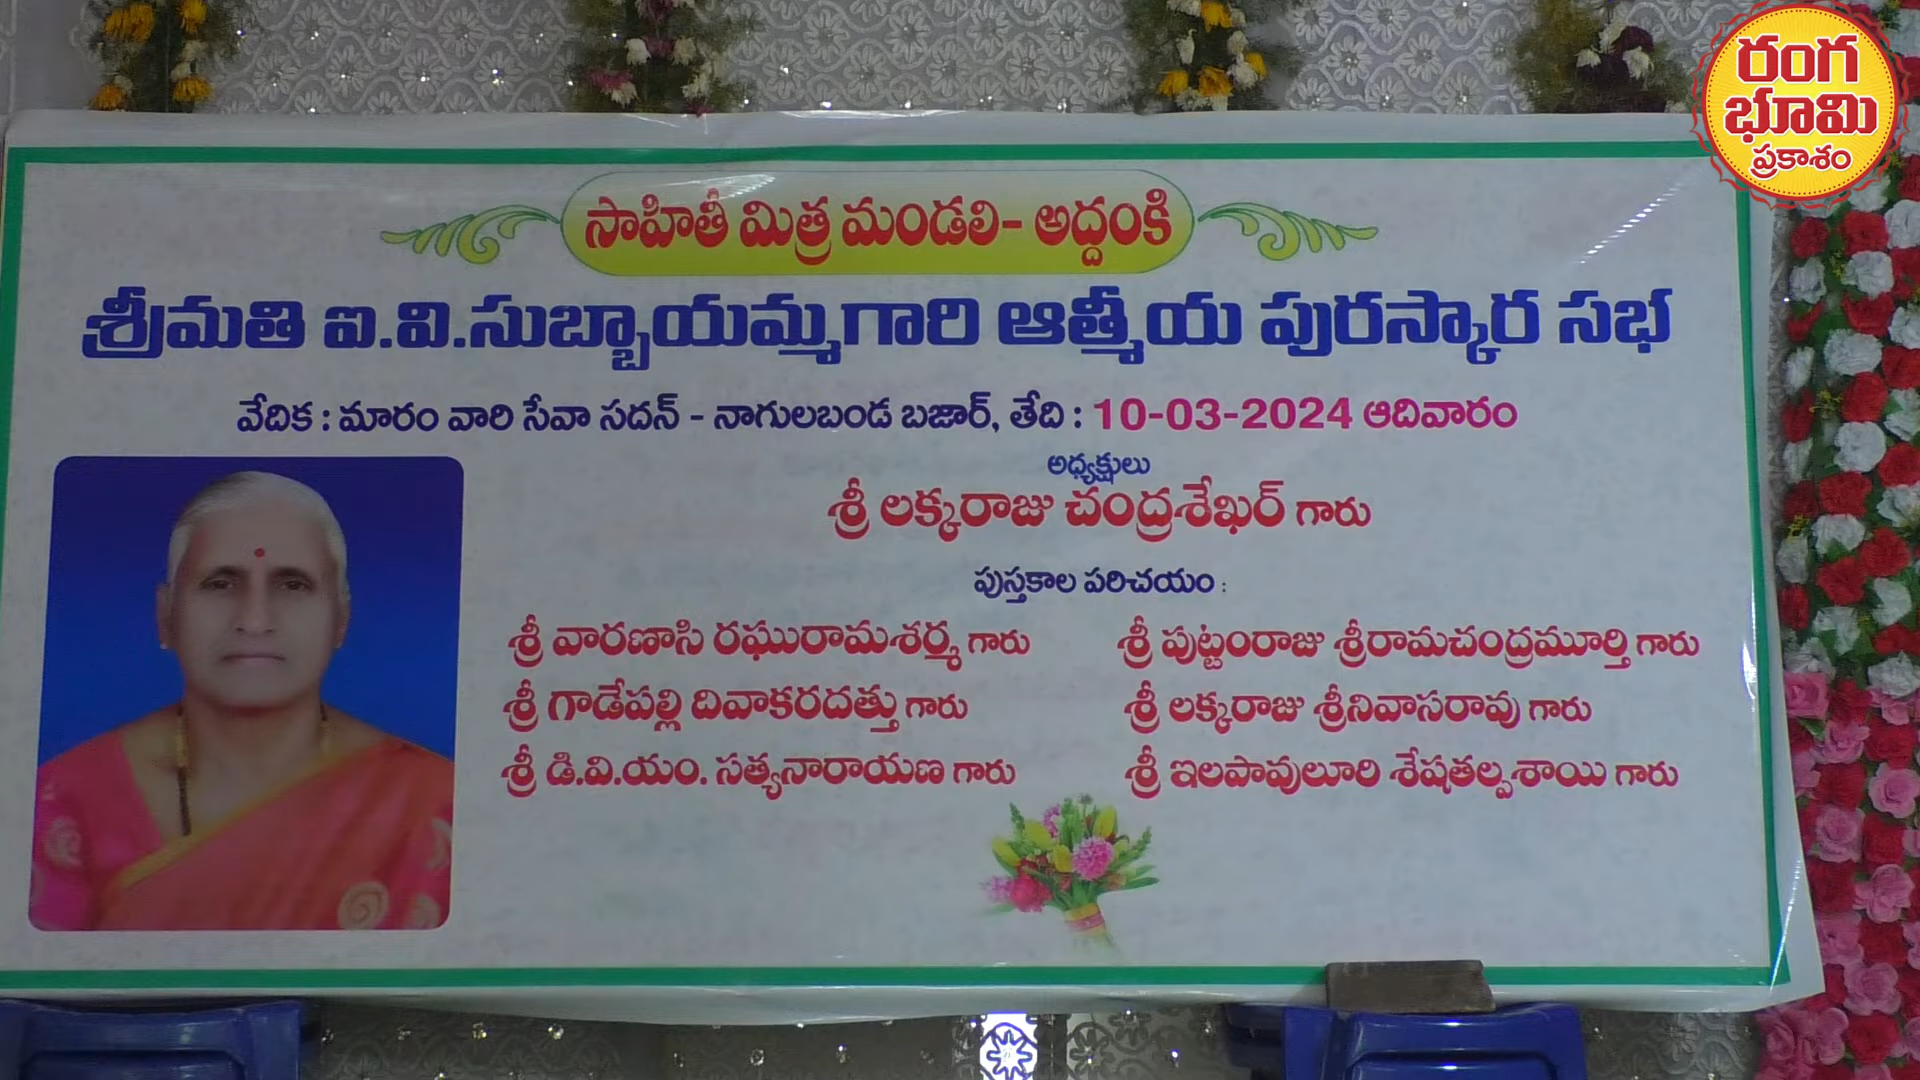 రంగ
భూమి
ప్రకాశం
సాహితీ మిత్ర మండలి- అద్దంకి
శ్రీమతి ఐ.వి.సుబ్బాయమ్మగారి ఆత్మీయ పురస్కార సభ
వేదిక : మారం వారి సేవా సదన్ - నాగులబండ బజార్, తేది : 10-03-2024 ఆదివారం
అధ్యక్షులు
శ్రీ లక్కరాజు చంద్రశేఖర్ గారు
పుస్తకాల పరిచయం :
శ్రీ వారణాసి రఘురామశర్మ గారు శ్రీ పుట్టంరాజు శ్రీరామచంద్రమూర్తి గారు
శ్రీ గాడేపల్లి దివాకరదత్తు గారు శ్రీ లక్కరాజు శ్రీనివాసరావు గారు
శ్రీ డి.వి.యం. సత్యనారాయణ గారు శ్రీ ఇలపావులూరి శేషతల్పశాయి గారు